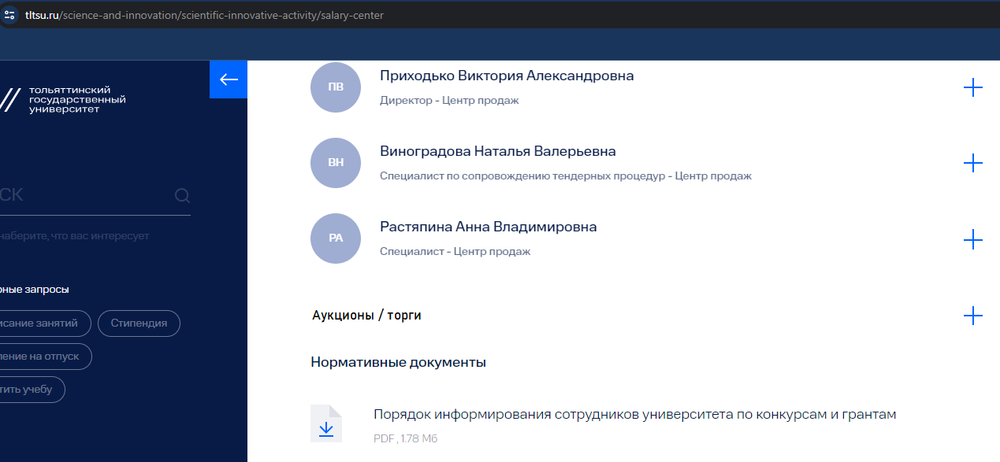 tltsu.ru/science-and-innovation/scientific-innovative-activity/salary-center
тольяттинский
государственный
университет
СК
наберите, что вас интересует
рные запросы
исание занятий
Стипендия
ление на отпуск
тить учебу
ПВ
Приходько Виктория Александровна
Директор - Центр продаж
ВН
Виноградова Наталья Валерьевна
Специалист по сопровождению тендерных процедур - Центр продаж
РА
Растяпина Анна Владимировна
Специалист - Центр продаж
Аукционы / торги
Нормативные документы
Порядок информирования сотрудников университета по конкурсам и грантам
PDF , 1.78 Мб